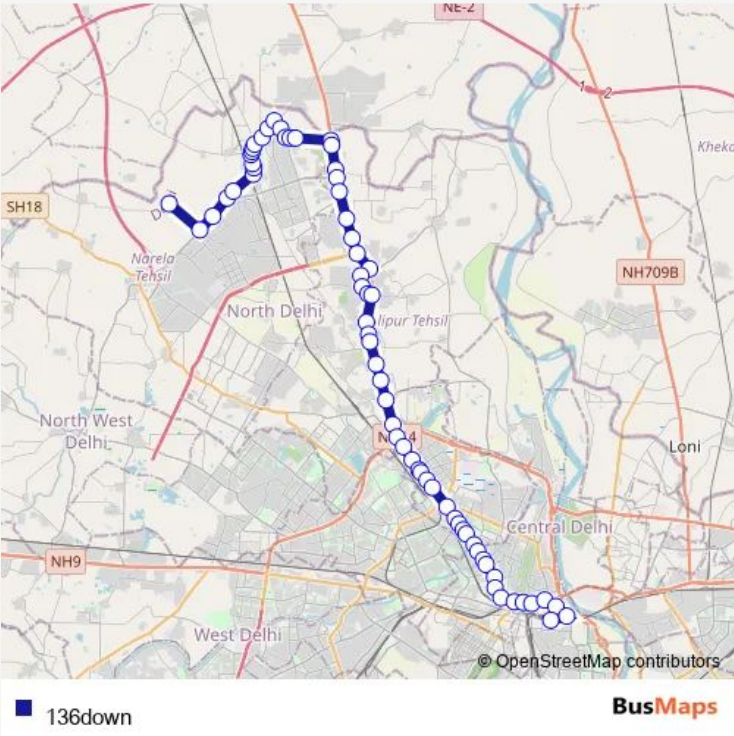 NE-2
1
2
Kheko
SH18
Narela
Tehsil
NH709B
North Delhi
lipur Tehsil
North West
Delhi
Loni
Central Delhi
NH9
West Delhi
© OpenStreetMap contributors
136down
BusMaps